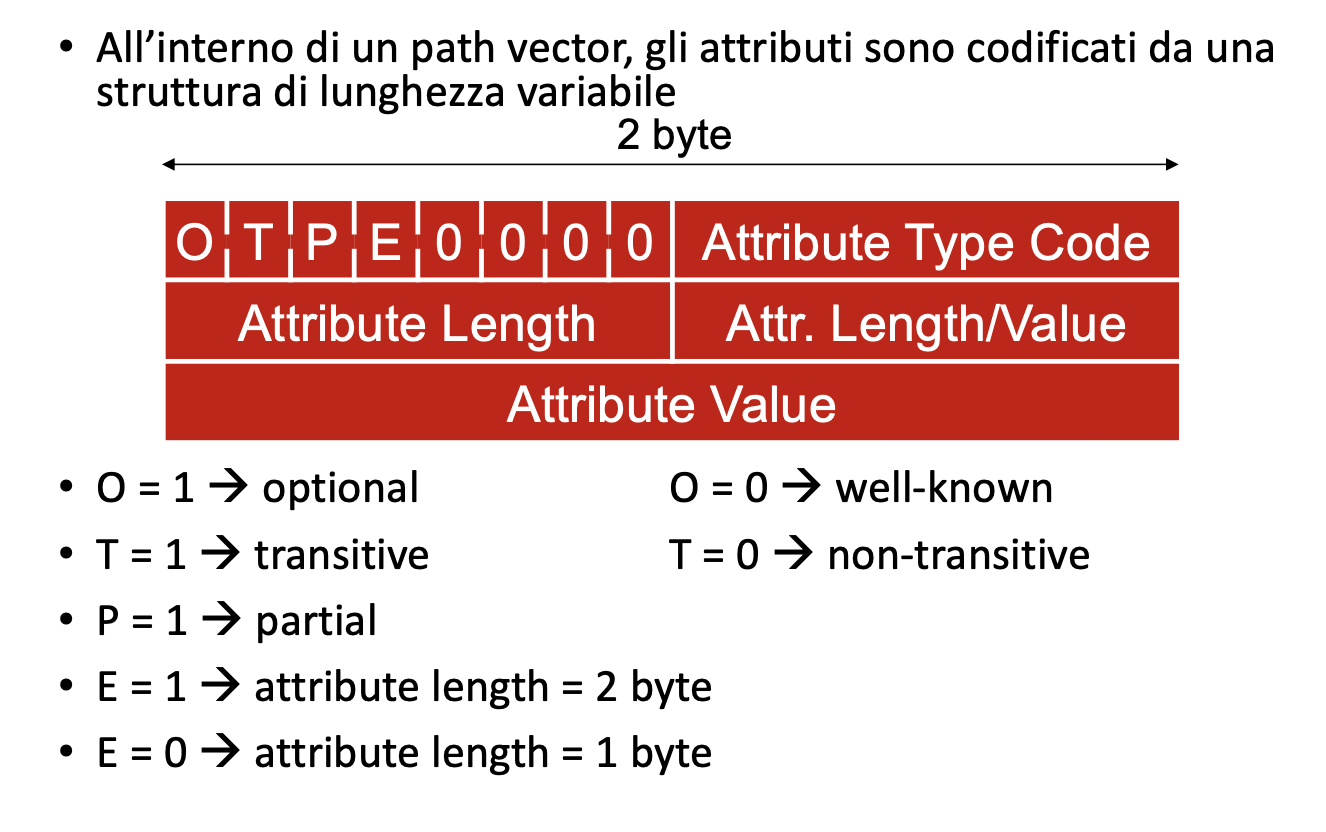 • All’interno di un path vector, gli attributi sono codificati da una
struttura di lunghezza variabile
2 byte
O T P E 0 0 0 0 Attribute Type Code
Attribute Length Attr. Length/Value
Attribute Value
• O = 1 → optional O = 0 → well-known
• T = 1 → transitive T = 0 → non-transitive
• P = 1 → partial
• E = 1 → attribute length = 2 byte
• E = 0 → attribute length = 1 byte